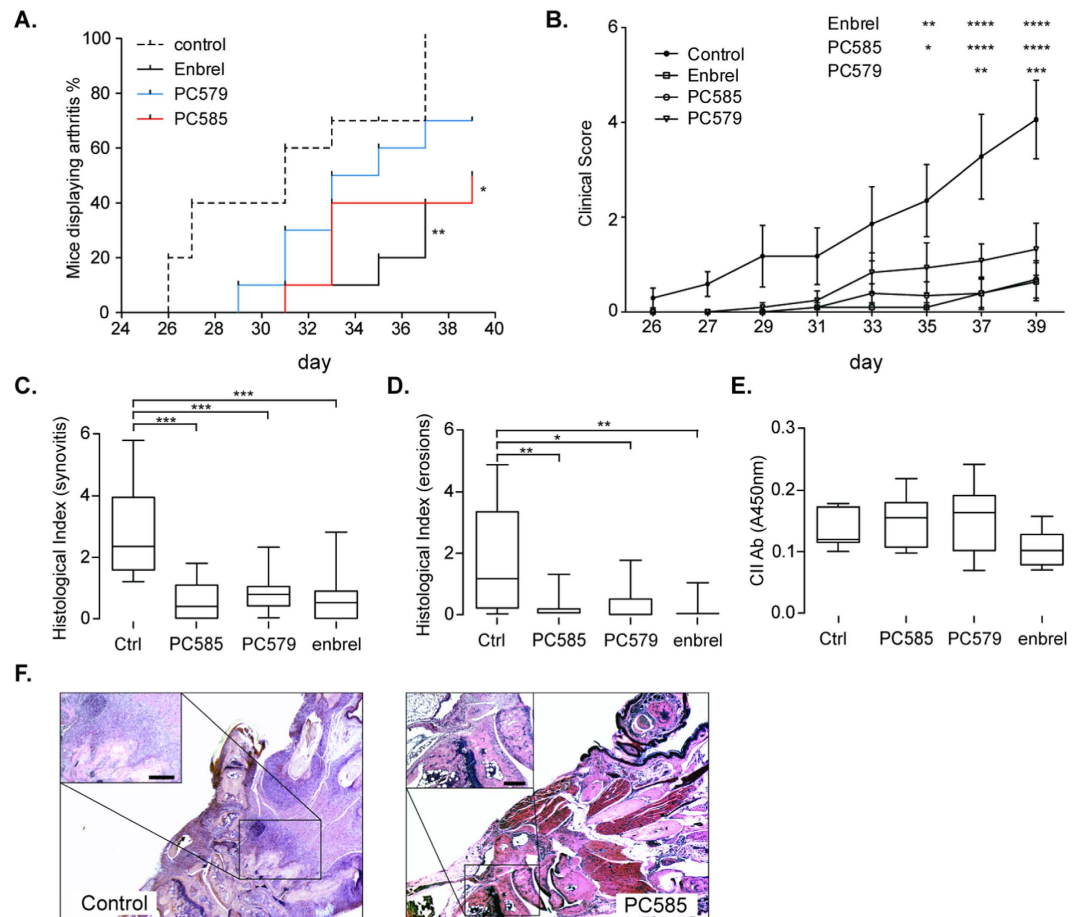 A.
Mice displaying arthritis %
100
80
60
40
20
0
24 26 28 30 32 34 36 38 40
day
control
Enbrel
PC579
PC585
*
**
B.
Clinical Score
6
4
2
0
26 27 29 31 33 35 37 39
day
Control
Enbrel
PC585
PC579
Enbrel ** **** ****
PC585 * **** ****
PC579 ** ***
C.
Histological Index (synovitis)
6
4
2
0
***
***
***
Ctrl PC585 PC579 enbrel
D.
Histological Index (erosions)
6
4
2
0
**
*
**
Ctrl PC585 PC579 enbrel
E.
CII Ab (A450nm)
0.3
0.2
0.1
0.0
Ctrl PC585 PC579 enbrel
F.
Control
PC585